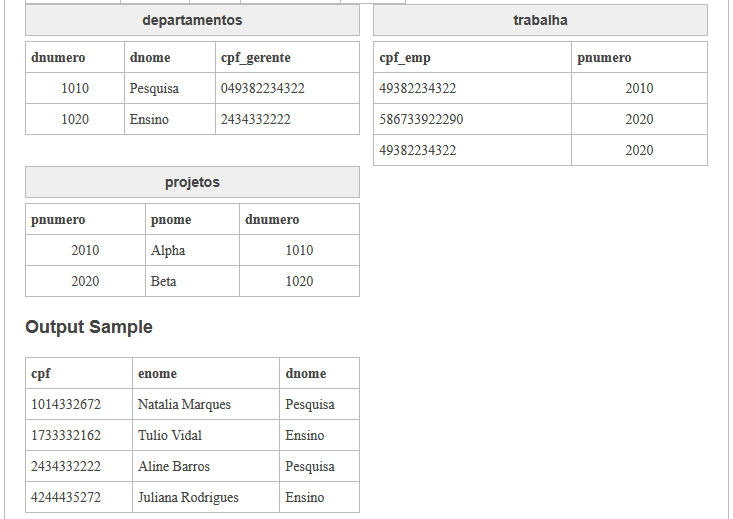 departamentos
dnumero dnome cpf_gerente
1010 Pesquisa 049382234322
1020 Ensino 2434332222
trabalha
cpf_emp pnumero
49382234322 2010
586733922290 2020
49382234322 2020
projetos
pnumero pnome dnumero
2010 Alpha 1010
2020 Beta 1020
Output Sample
cpf enome dnome
1014332672 Natalia Marques Pesquisa
1733332162 Tulio Vidal Ensino
2434332222 Aline Barros Pesquisa
4244435272 Juliana Rodrigues Ensino